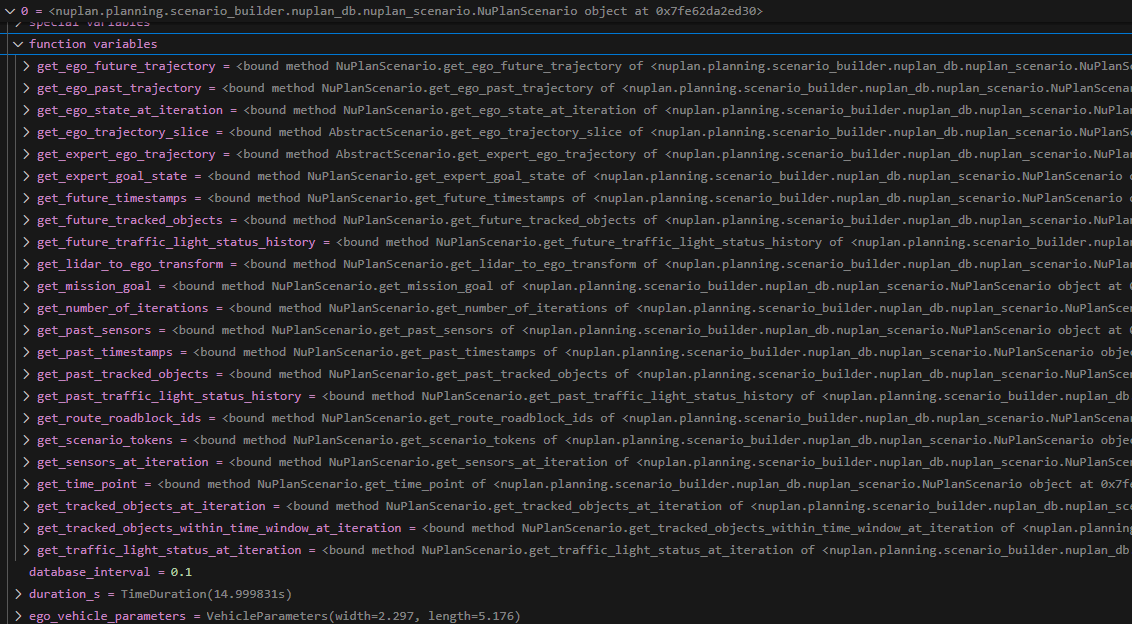 0 = <nuplan.planning.scenario_builder.nuplan_db.nuplan_scenario.NuPlanScenario object at 0x7fe62da2ed30>
special variables
function variables
get_ego_future_trajectory = <bound method NuPlanScenario.get_ego_future_trajectory of <nuplan.planning.scenario_builder.nuplan_db.nuplan_scenario.NuPlanS
get_ego_past_trajectory = <bound method NuPlanScenario.get_ego_past_trajectory of <nuplan.planning.scenario_builder.nuplan_db.nuplan_scenario.NuPlanScen
get_ego_state_at_iteration = <bound method NuPlanScenario.get_ego_state_at_iteration of <nuplan.planning.scenario_builder.nuplan_db.nuplan_scenario.NuPlan
get_ego_trajectory_slice = <bound method AbstractScenario.get_ego_trajectory_slice of <nuplan.planning.scenario_builder.nuplan_db.nuplan_scenario.NuPlanS
get_expert_ego_trajectory = <bound method AbstractScenario.get_expert_ego_trajectory of <nuplan.planning.scenario_builder.nuplan_db.nuplan_scenario.NuPlan
get_expert_goal_state = <bound method NuPlanScenario.get_expert_goal_state of <nuplan.planning.scenario_builder.nuplan_db.nuplan_scenario.NuPlanScenario o
get_future_timestamps = <bound method NuPlanScenario.get_future_timestamps of <nuplan.planning.scenario_builder.nuplan_db.nuplan_scenario.NuPlanScenario o
get_future_tracked_objects = <bound method NuPlanScenario.get_future_tracked_objects of <nuplan.planning.scenario_builder.nuplan_db.nuplan_scenario.NuPlan
get_future_traffic_light_status_history = <bound method NuPlanScenario.get_future_traffic_light_status_history of <nuplan.planning.scenario_builder.nuplan
get_lidar_to_ego_transform = <bound method NuPlanScenario.get_lidar_to_ego_transform of <nuplan.planning.scenario_builder.nuplan_db.nuplan_scenario.NuPlan
get_mission_goal = <bound method NuPlanScenario.get_mission_goal of <nuplan.planning.scenario_builder.nuplan_db.nuplan_scenario.NuPlanScenario object at 0
get_number_of_iterations = <bound method NuPlanScenario.get_number_of_iterations of <nuplan.planning.scenario_builder.nuplan_db.nuplan_scenario.NuPlanScen
get_past_sensors = <bound method NuPlanScenario.get_past_sensors of <nuplan.planning.scenario_builder.nuplan_db.nuplan_scenario.NuPlanScenario object at 0
get_past_timestamps = <bound method NuPlanScenario.get_past_timestamps of <nuplan.planning.scenario_builder.nuplan_db.nuplan_scenario.NuPlanScenario obje
get_past_tracked_objects = <bound method NuPlanScenario.get_past_tracked_objects of <nuplan.planning.scenario_builder.nuplan_db.nuplan_scenario.NuPlanScen
get_past_traffic_light_status_history = <bound method NuPlanScenario.get_past_traffic_light_status_history of <nuplan.planning.scenario_builder.nuplan_db
get_route_roadblock_ids = <bound method NuPlanScenario.get_route_roadblock_ids of <nuplan.planning.scenario_builder.nuplan_db.nuplan_scenario.NuPlanScenar
get_scenario_tokens = <bound method NuPlanScenario.get_scenario_tokens of <nuplan.planning.scenario_builder.nuplan_db.nuplan_scenario.NuPlanScenario obje
get_sensors_at_iteration = <bound method NuPlanScenario.get_sensors_at_iteration of <nuplan.planning.scenario_builder.nuplan_db.nuplan_scenario.NuPlanScen
get_time_point = <bound method NuPlanScenario.get_time_point of <nuplan.planning.scenario_builder.nuplan_db.nuplan_scenario.NuPlanScenario object at 0x7fe
get_tracked_objects_at_iteration = <bound method NuPlanScenario.get_tracked_objects_at_iteration of <nuplan.planning.scenario_builder.nuplan_db.nuplan_sce
get_tracked_objects_within_time_window_at_iteration = <bound method NuPlanScenario.get_tracked_objects_within_time_window_at_iteration of <nuplan.planning
get_traffic_light_status_at_iteration = <bound method NuPlanScenario.get_traffic_light_status_at_iteration of <nuplan.planning.scenario_builder.nuplan_db
database_interval = 0.1
duration_s = TimeDuration(14.999831s)
ego_vehicle_parameters = VehicleParameters(width=2.297, length=5.176)